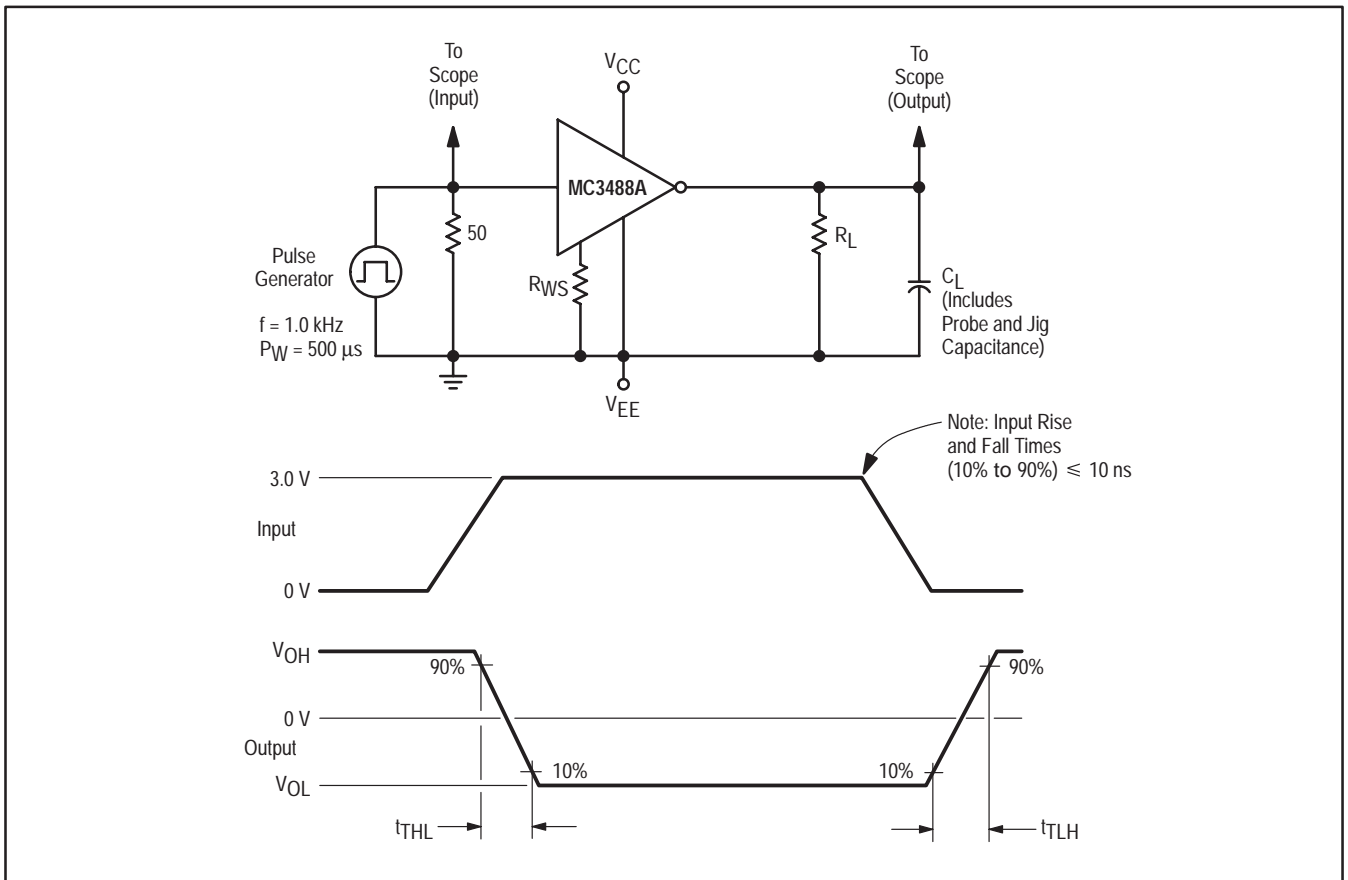 To
Scope
(Input)
VCC
To
Scope
(Output)
MC3488A
50
RL
Pulse
Generator
RWS
CL
(Includes
Probe and Jig
Capacitance)
f = 1.0 kHz
PW = 500 µs
VEE
Note: Input Rise
and Fall Times
(10% to 90%) ≤ 10 ns
3.0 V
Input
0 V
VOH
90%
90%
0 V
Output
10%
10%
VOL
tTHL
tTLH